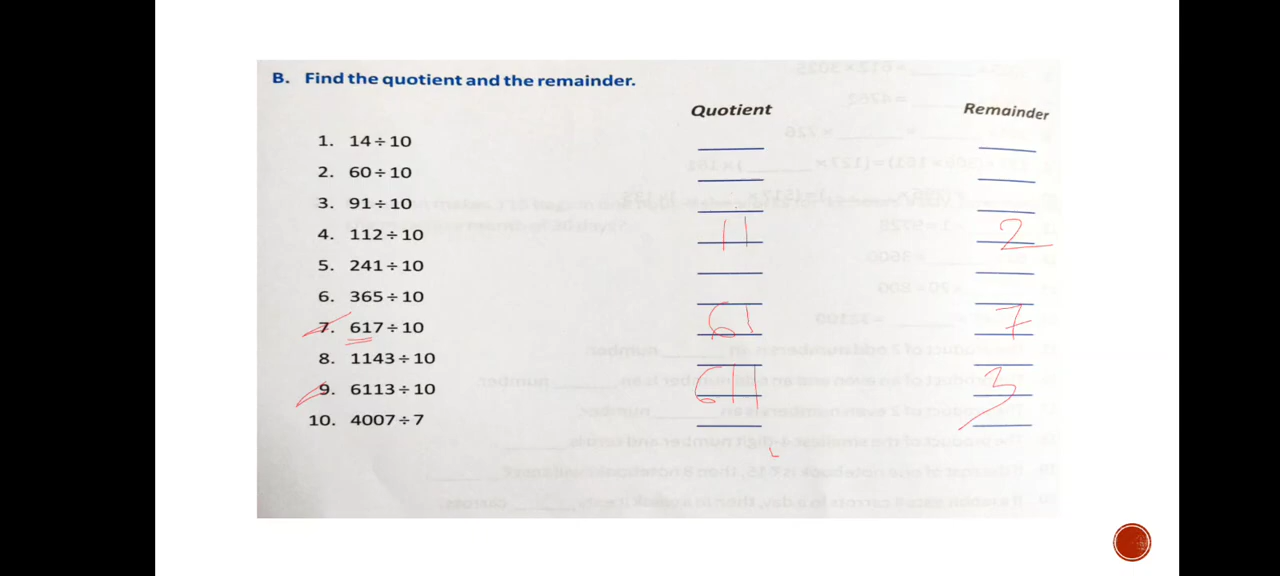 B. Find the quotient and the remainder.
Quotient Remainder
1. 14÷10
2. 60÷10
3. 91÷10
4. 112÷10 11 2
5. 241÷10
6. 365÷10
7. 617÷10 61 7
8. 1143÷10
9. 6113÷10 611 3
10. 4007÷7